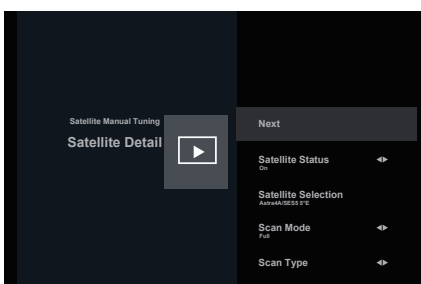 Satellite Manual Tuning
Satellite Detail
Next
Satellite Status
On
Satellite Selection
Astra4A/SES5 5°E
Scan Mode
Full
Scan Type